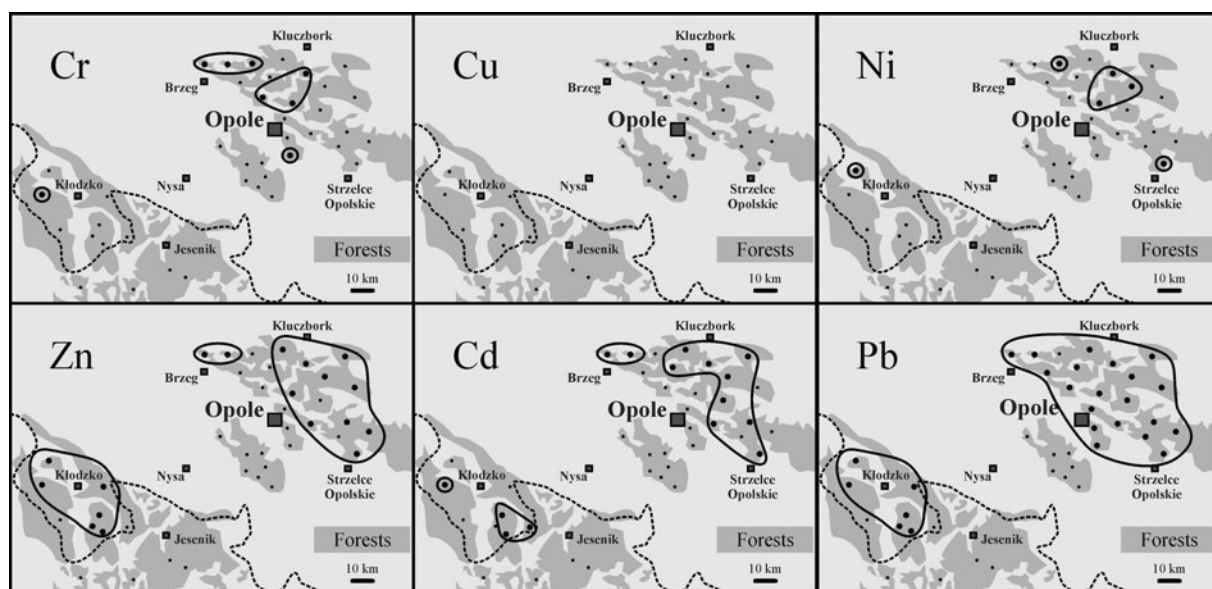 Cr
Kluczbork
Brzeg
Opole
Kłodzko
Nysa
Strzelce
Opolskie
Jesenik
Forests
10 km
Cu
Kluczbork
Brzeg
Opole
Kłodzko
Nysa
Strzelce
Opolskie
Jesenik
Forests
10 km
Ni
Kluczbork
Brzeg
Opole
Kłodzko
Nysa
Strzelce
Opolskie
Jesenik
Forests
10 km
Zn
Kluczbork
Brzeg
Opole
Kłodzko
Nysa
Strzelce
Opolskie
Jesenik
Forests
10 km
Cd
Kluczbork
Brzeg
Opole
Kłodzko
Nysa
Strzelce
Opolskie
Jesenik
Forests
10 km
Pb
Kluczbork
Brzeg
Opole
Kłodzko
Nysa
Strzelce
Opolskie
Jesenik
Forests
10 km